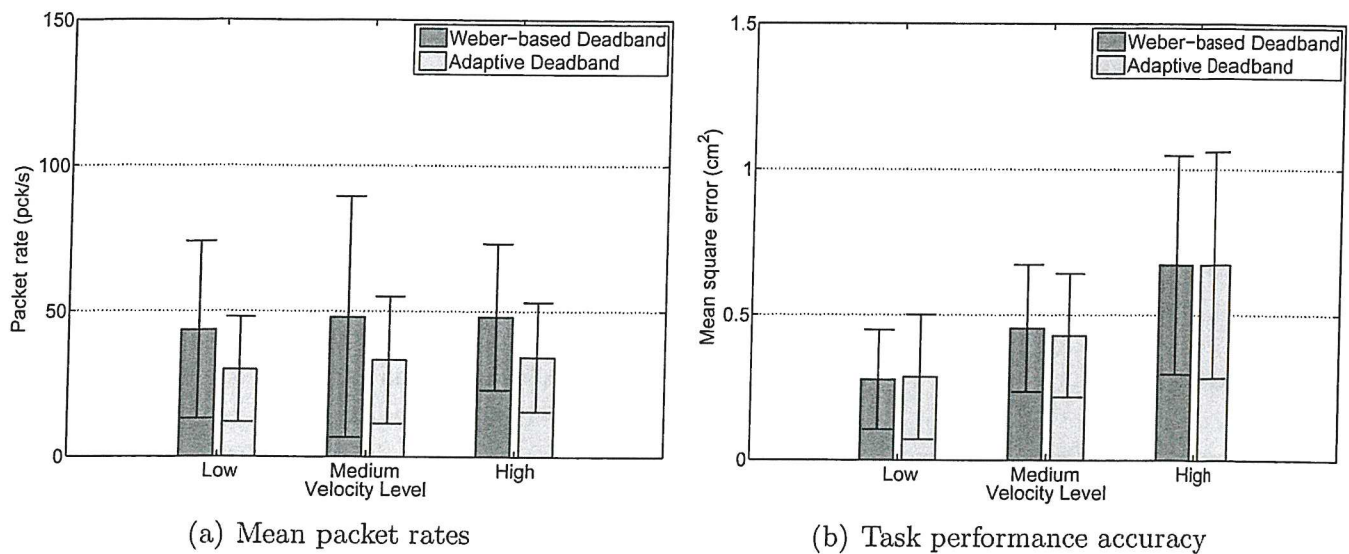 150
100
50
0
Packet rate (pck/s)
Weber-based Deadband
Adaptive Deadband
Low
Medium
High
Velocity Level
(a) Mean packet rates
1.5
1
0.5
0
Mean square error (cm²)
Weber-based Deadband
Adaptive Deadband
Low
Medium
High
Velocity Level
(b) Task performance accuracy